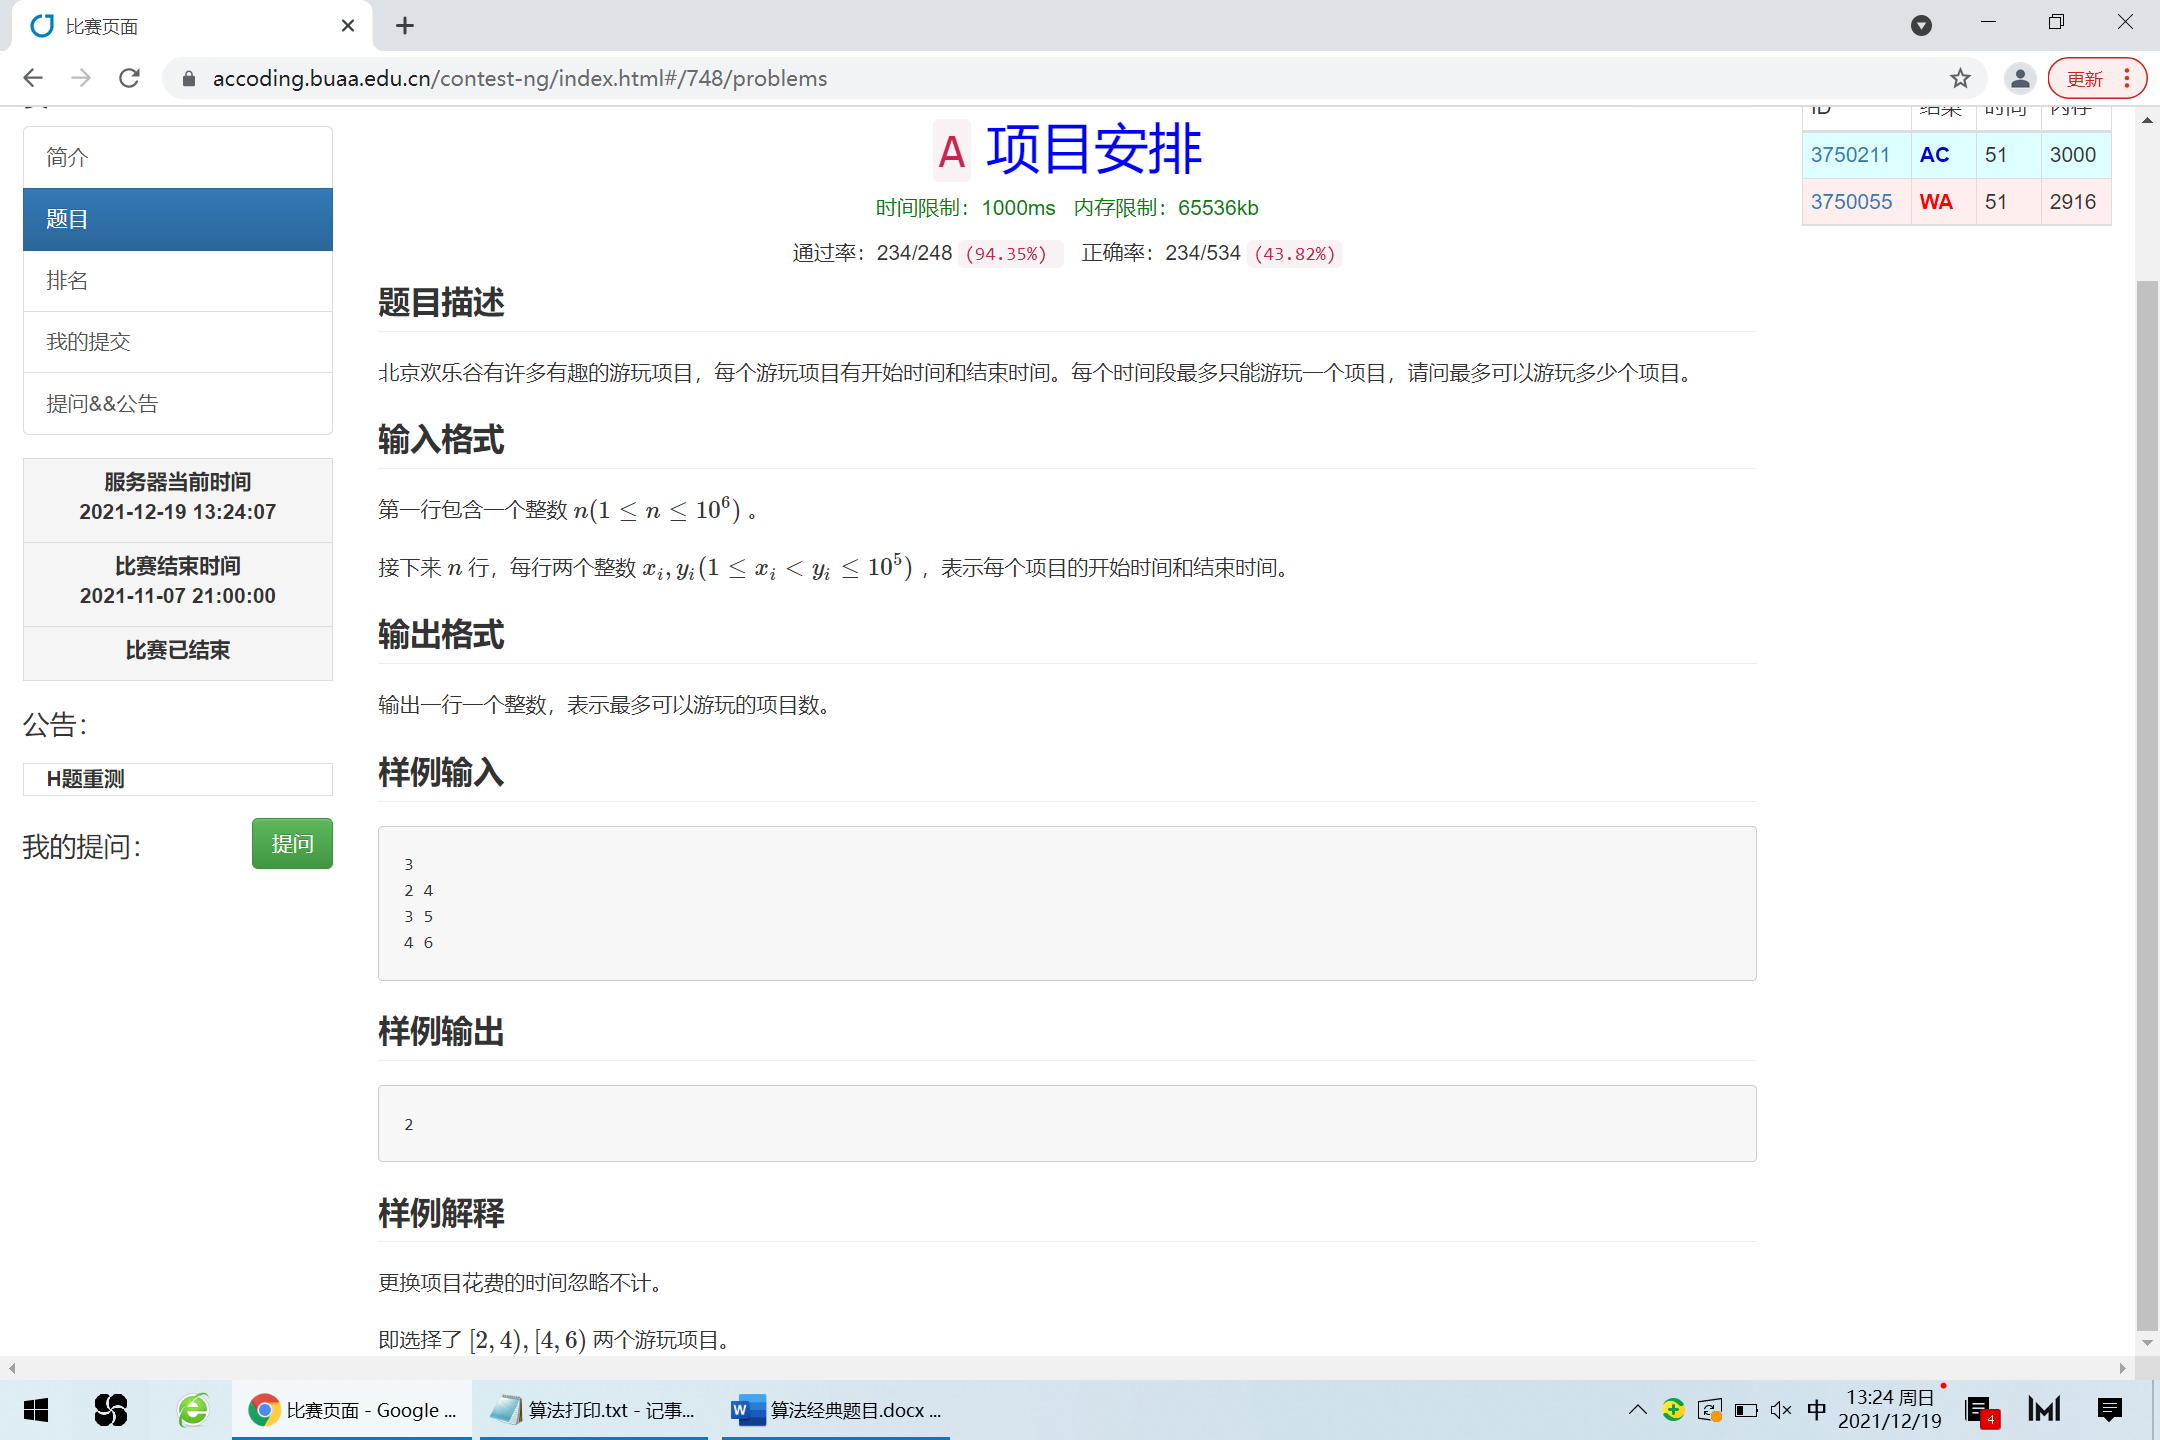 比赛页面
accoding.buaa.edu.cn/contest-ng/index.html#/748/problems
更新
简介
题目
排名
我的提交
提问&&公告
服务器当前时间
2021-12-19 13:24:07
比赛结束时间
2021-11-07 21:00:00
比赛已结束
公告：
H题重测
我的提问：
提问
A 项目安排
时间限制：1000ms 内存限制：65536kb
通过率：234/248 (94.35%) 正确率：234/534 (43.82%)
题目描述
北京欢乐谷有许多有趣的游玩项目，每个游玩项目有开始时间和结束时间。每个时间段最多只能游玩一个项目，请问最多可以游玩多少个项目。
输入格式
第一行包含一个整数 n(1 ≤ n ≤ 10^6) 。
接下来 n 行，每行两个整数 x_i, y_i(1 ≤ x_i < y_i ≤ 10^5) ，表示每个项目的开始时间和结束时间。
输出格式
输出一行一个整数，表示最多可以游玩的项目数。
样例输入
3
2 4
3 5
4 6
样例输出
2
样例解释
更换项目花费的时间忽略不计。
即选择了 [2, 4), [4, 6) 两个游玩项目。
ID 结果 时间 内存
3750211 AC 51 3000
3750055 WA 51 2916
比赛页面 - Google ...
算法打印.txt - 记事...
算法经典题目.docx ...
中
13:24 周日
2021/12/19
4